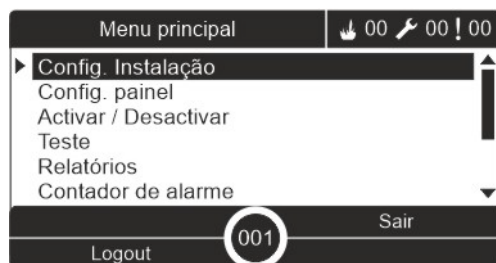 Menu principal 00 00 ! 00
Config. Instalação
Config. painel
Activar / Desactivar
Teste
Relatórios
Contador de alarme
Sair
001
Logout